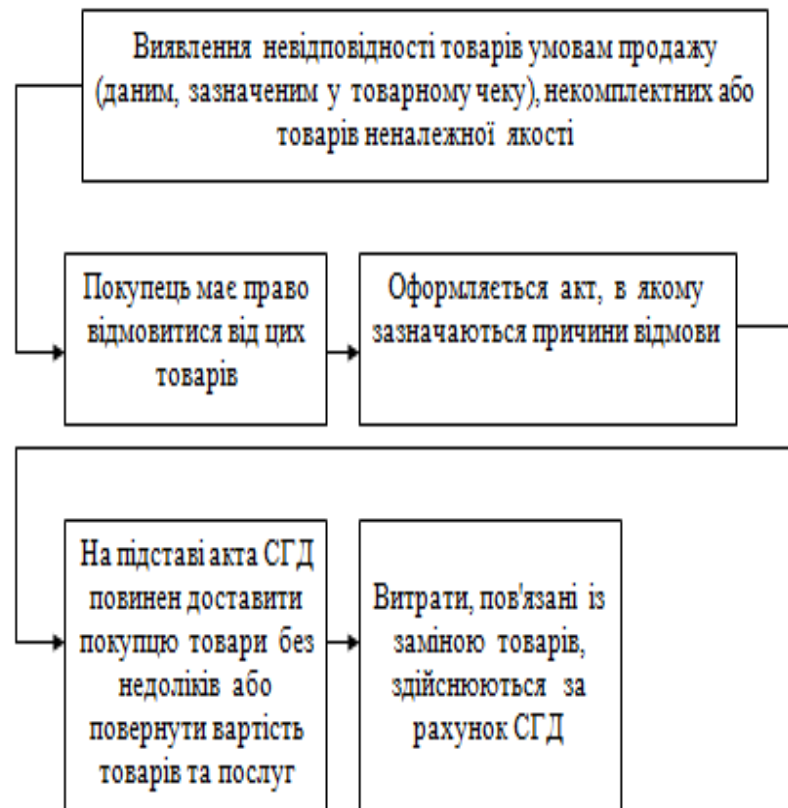 Виявлення невідповідності товарів умовам продажу
(даним, зазначеним у товарному чеку), некомплектних або
товарів неналежної якості
Покупець має право
відмовитися від цих
товарів
Оформляється акт, в якому
зазначаються причини відмови
На підставі акта СГД
повинен доставити
покупцю товари без
недоліків або
повернути вартість
товарів та послуг
Витрати, пов'язані із
заміною товарів,
здійснюються за
рахунок СГД